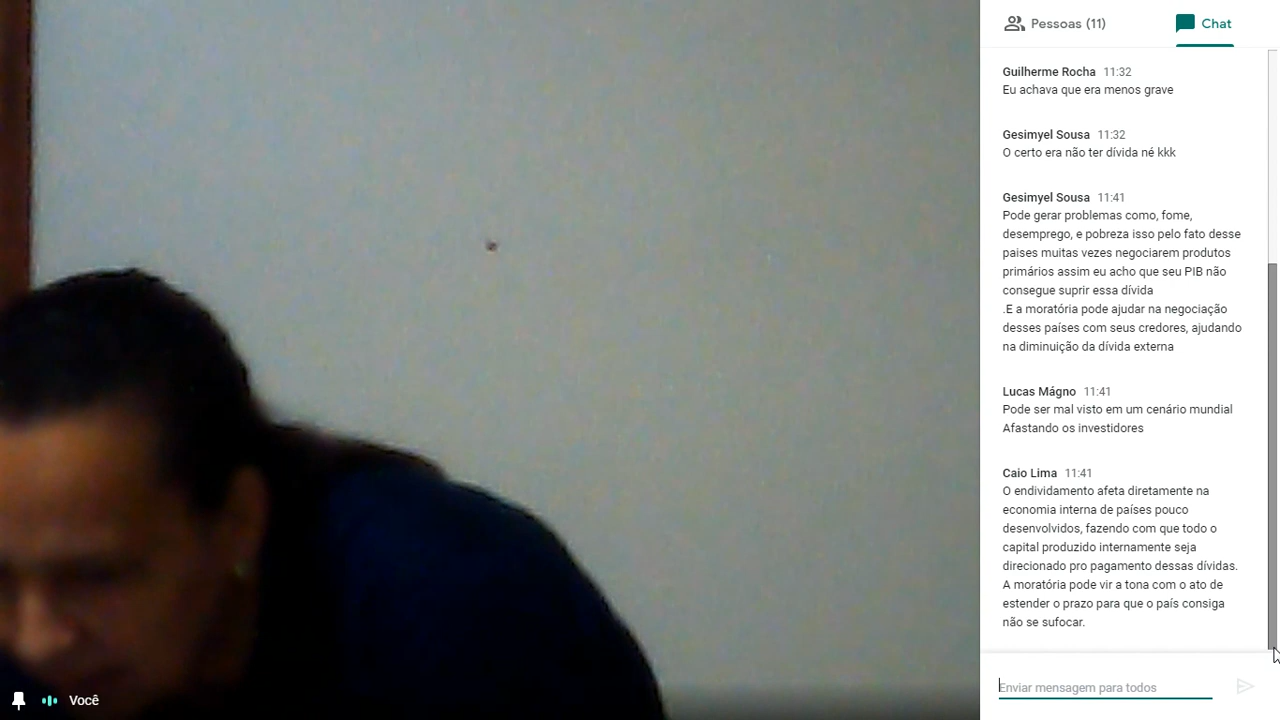 Pessoas (11)
Chat
Guilherme Rocha 11:32
Eu achava que era menos grave
Gesimyel Sousa 11:32
O certo era não ter dívida né kkk
Gesimyel Sousa 11:41
Pode gerar problemas como, fome,
desemprego, e pobreza isso pelo fato desse
paises muitas vezes negociarem produtos
primários assim eu acho que seu PIB não
consegue suprir essa dívida
.E a moratória pode ajudar na negociação
desses países com seus credores, ajudando
na diminuição da dívida externa
Lucas Mágno 11:41
Pode ser mal visto em um cenário mundial
Afastando os investidores
Caio Lima 11:41
O endividamento afeta diretamente na
economia interna de países pouco
desenvolvidos, fazendo com que todo o
capital produzido internamente seja
direcionado pro pagamento dessas dívidas.
A moratória pode vir a tona com o ato de
estender o prazo para que o país consiga
não se sufocar.
Enviar mensagem para todos
Você